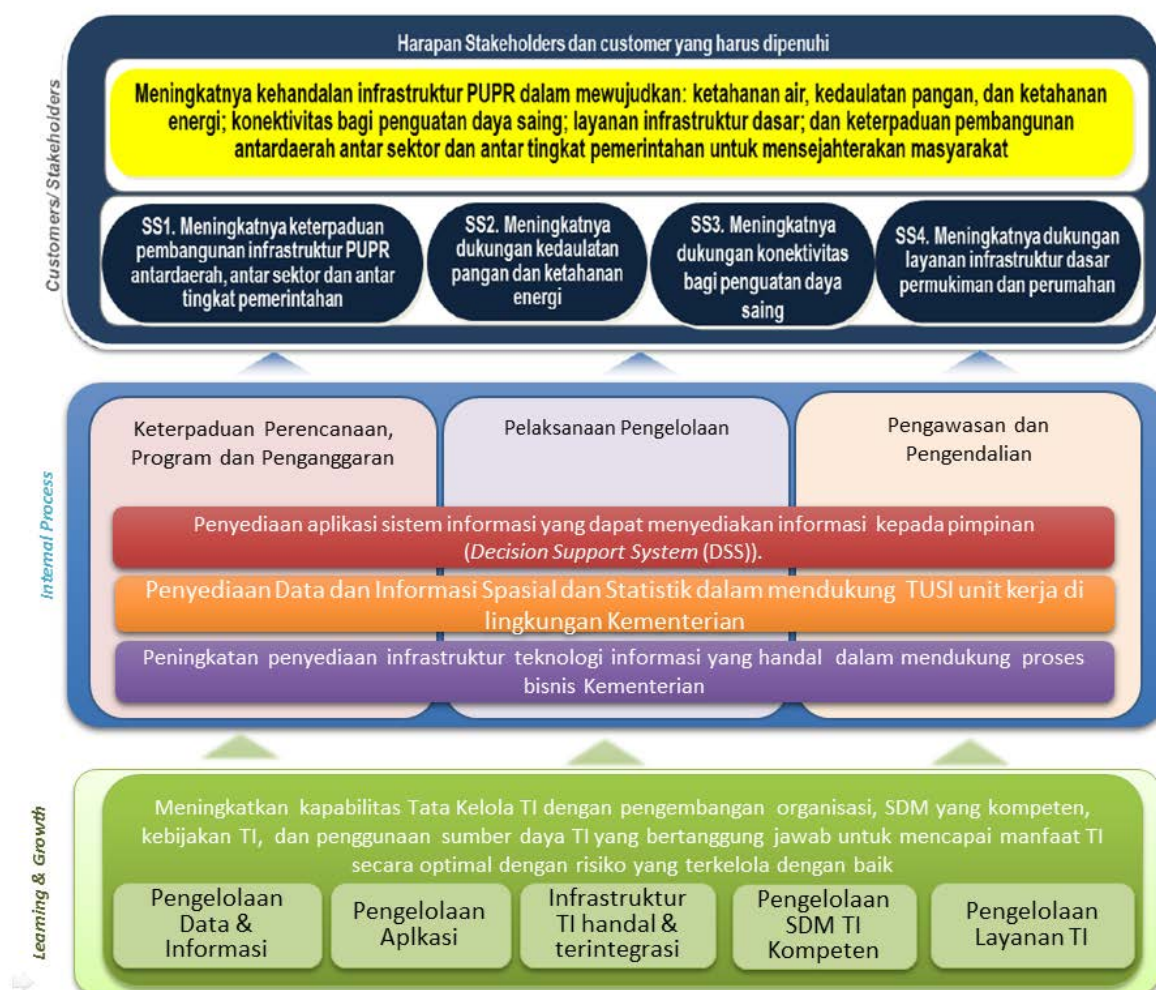 Customers/ Stakeholders
Harapan Stakeholders dan customer yang harus dipenuhi
Meningkatnya kehandalan infrastruktur PUPR dalam mewujudkan: ketahanan air, kedaulatan pangan, dan ketahanan
energi; konektivitas bagi penguatan daya saing; layanan infrastruktur dasar; dan keterpaduan pembangunan
antardaerah antar sektor dan antar tingkat pemerintahan untuk mensejahterakan masyarakat
SS1. Meningkatnya keterpaduan
pembangunan infrastruktur PUPR
antardaerah, antar sektor dan antar
tingkat pemerintahan
SS2. Meningkatnya
dukungan kedaulatan
pangan dan ketahanan
energi
SS3. Meningkatnya
dukungan konektivitas
bagi penguatan daya
saing
SS4. Meningkatnya dukungan
layanan infrastruktur dasar
permukiman dan perumahan
Internal Process
Keterpaduan Perencanaan,
Program dan Penganggaran
Pelaksanaan Pengelolaan
Pengawasan dan
Pengendalian
Penyediaan aplikasi sistem informasi yang dapat menyediakan informasi kepada pimpinan
(Decision Support System (DSS)).
Penyediaan Data dan Informasi Spasial dan Statistik dalam mendukung TUSI unit kerja di
lingkungan Kementerian
Peningkatan penyediaan infrastruktur teknologi informasi yang handal dalam mendukung proses
bisnis Kementerian
Learning & Growth
Meningkatkan kapabilitas Tata Kelola TI dengan pengembangan organisasi, SDM yang kompeten,
kebijakan TI, dan penggunaan sumber daya TI yang bertanggung jawab untuk mencapai manfaat TI
secara optimal dengan risiko yang terkelola dengan baik
Pengelolaan
Data &
Informasi
Pengelolaan
Aplkasi
Infrastruktur
TI handal &
terintegrasi
Pengelolaan
SDM TI
Kompeten
Pengelolaan
Layanan TI